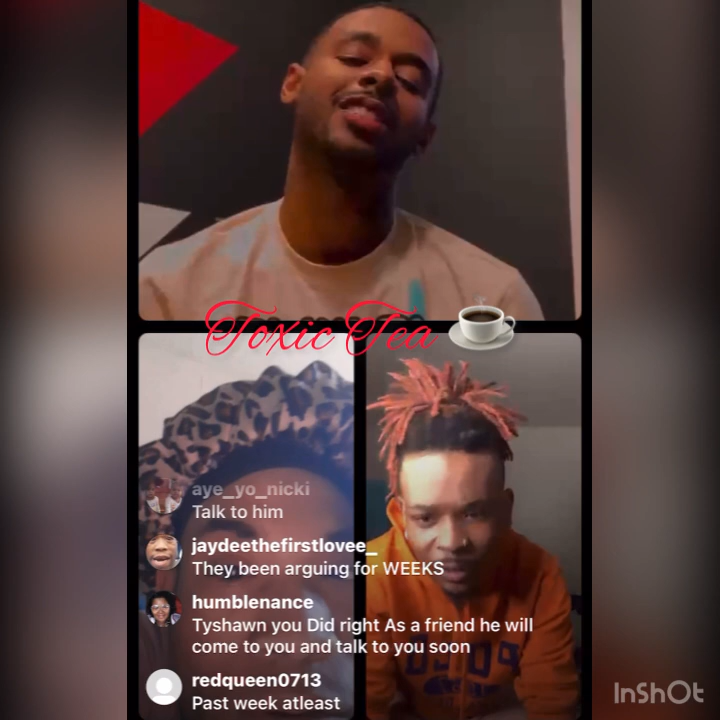 Toxic Tea
aye_yo_nicki
Talk to him
jaydeethefirstlovee_
They been arguing for WEEKS
humblenance
Tyshawn you Did right As a friend he will
come to you and talk to you soon
redqueen0713
Past week atleast
InShOt